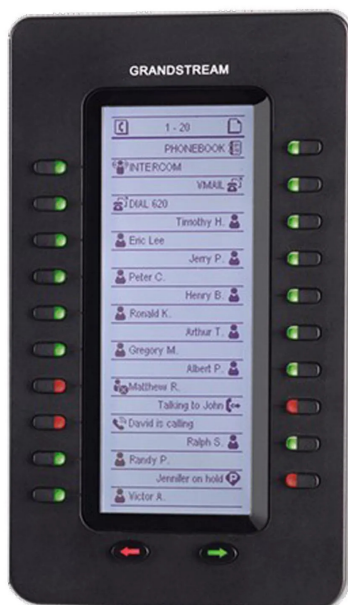 GRANDSTREAM
1 - 20
PHONEBOOK
INTERCOM
VMAIL
DIAL 620
Timothy H.
Eric Lee
Jerry P.
Peter C.
Henry B.
Ronald K.
Arthur T.
Gregory M.
Albert P.
Matthew R.
Talking to John
David is calling
Ralph S.
Randy P.
Jennifer on hold
P
Victor A.